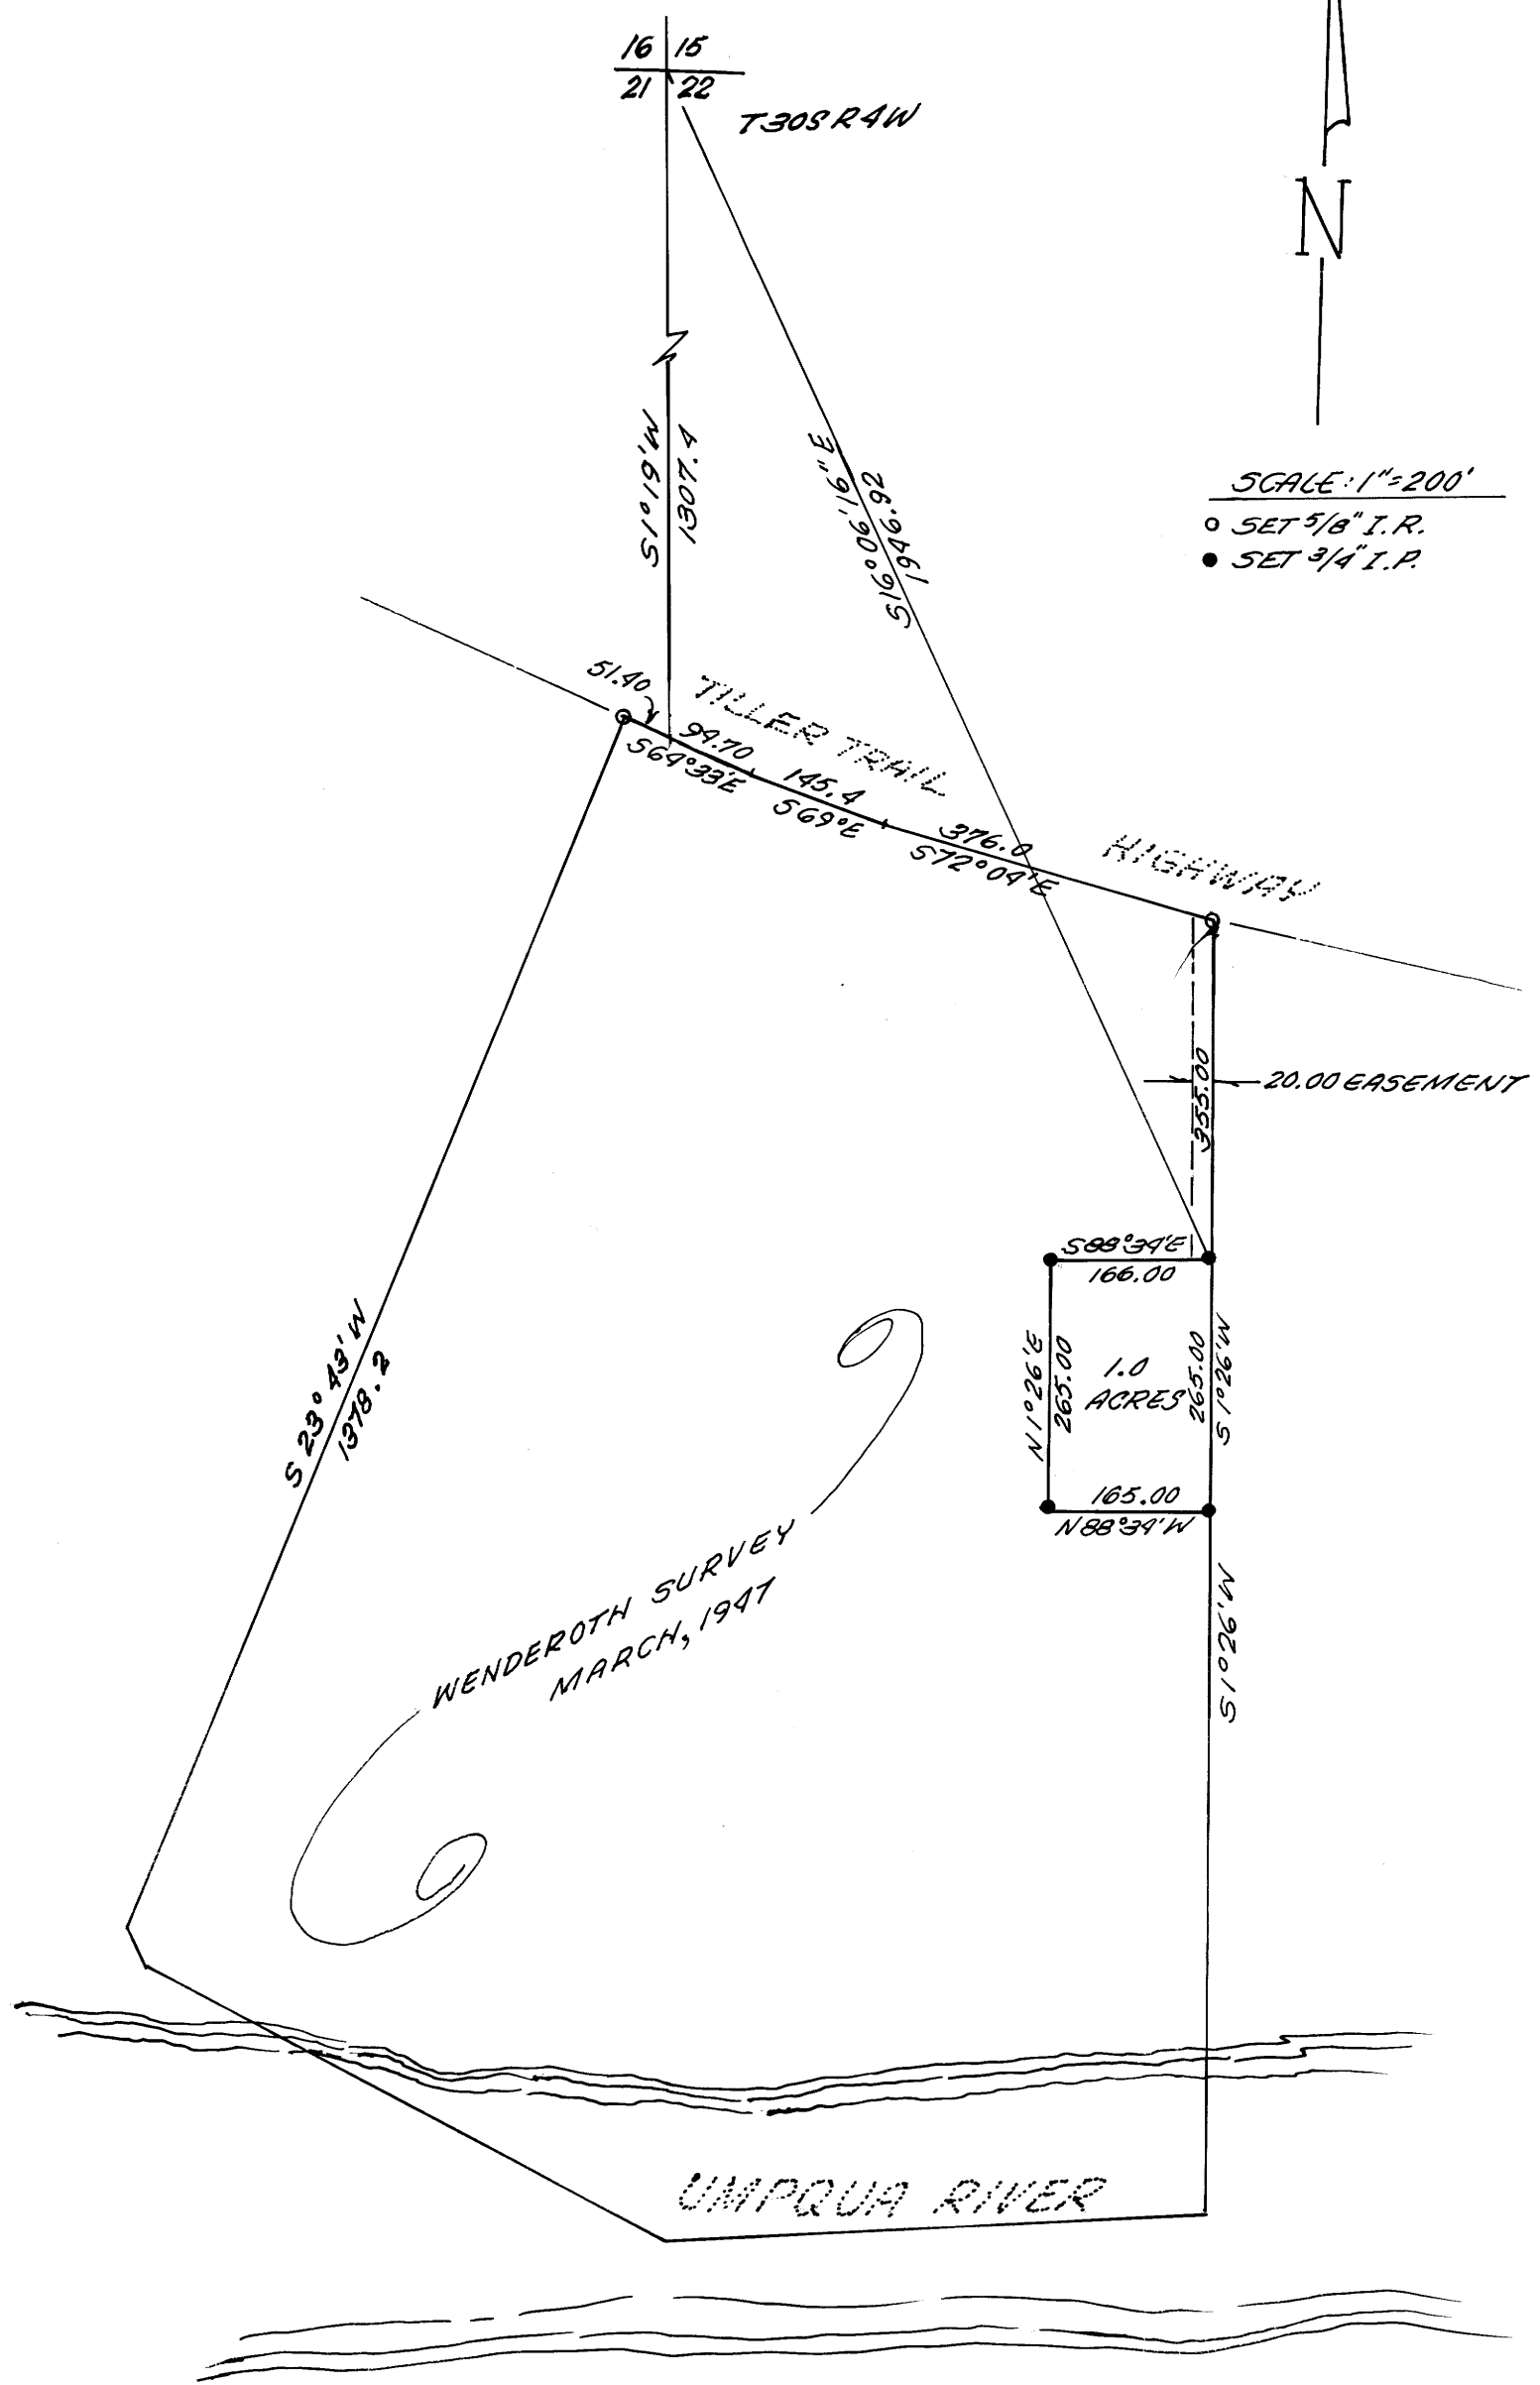 16 15
21 22
T30SR4W
N
SCALE: 1"=200'
SET 5/8" I.R.
SET 3/4" I.P.
S1°19'W
1307.4
S16°06'16"E
1946.92
51.40
TILLER TRAIL
HIGHWAY
94.70
S64°33'E
145.4
S69°E
376.0
S72°04'E
355.00
20.00 EASEMENT
S88°34'E
166.00
N1°26'E
265.00
1.0
ACRES
265.00
S1°26'W
165.00
N88°34'W
S1°26'W
S 23° 43' W
1378.2
WENDEROTH SURVEY
MARCH, 1947
UMPQUA RIVER